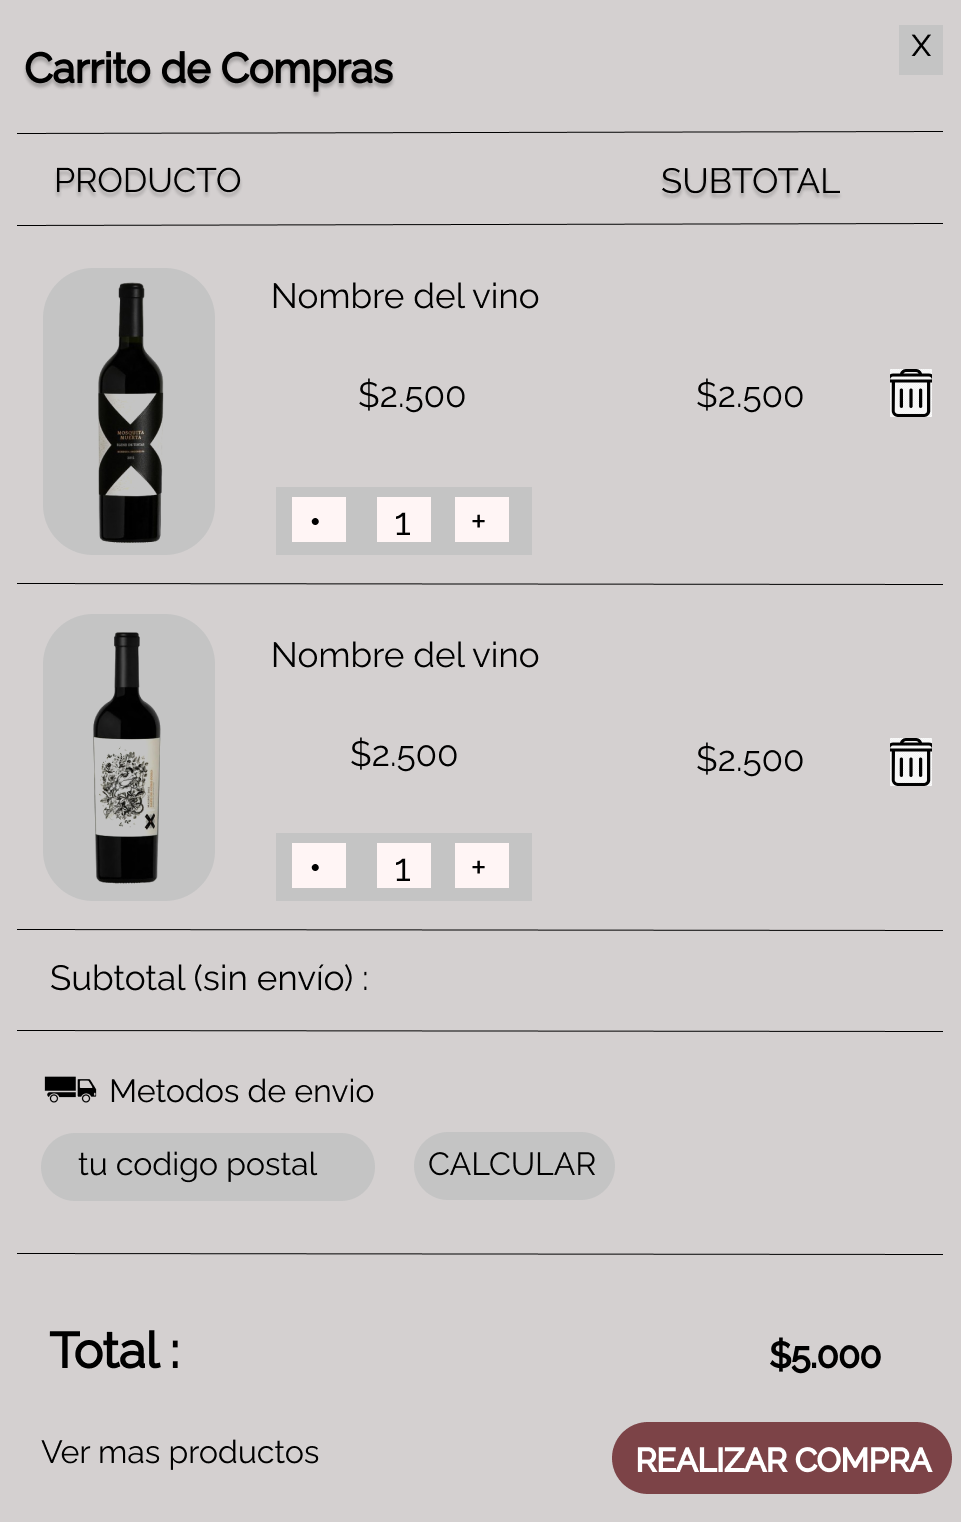 Carrito de Compras
X
PRODUCTO SUBTOTAL
Nombre del vino
MOSQUITA
MUERTA
$2.500 $2.500
• 1 +
Nombre del vino
$2.500 $2.500
• 1 +
Subtotal (sin envío) :
Metodos de envio
tu codigo postal CALCULAR
Total : $5.000
Ver mas productos REALIZAR COMPRA